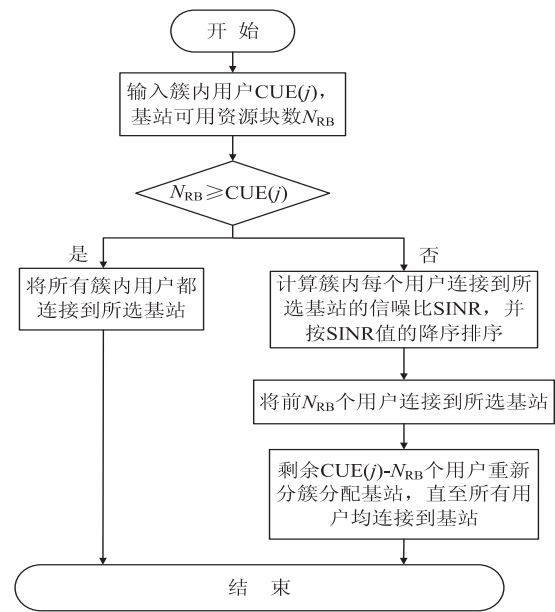 开 始
输入簇内用户CUE(j),
基站可用资源块数N_RB
N_RB≥CUE(j)
是
否
将所有簇内用户都
连接到所选基站
计算簇内每个用户连接到所
选基站的信噪比SINR，并
按SINR值的降序排序
将前N_RB个用户连接到所选基站
剩余CUE(j)-N_RB个用户重新
分簇分配基站，直至所有用
户均连接到基站
结 束